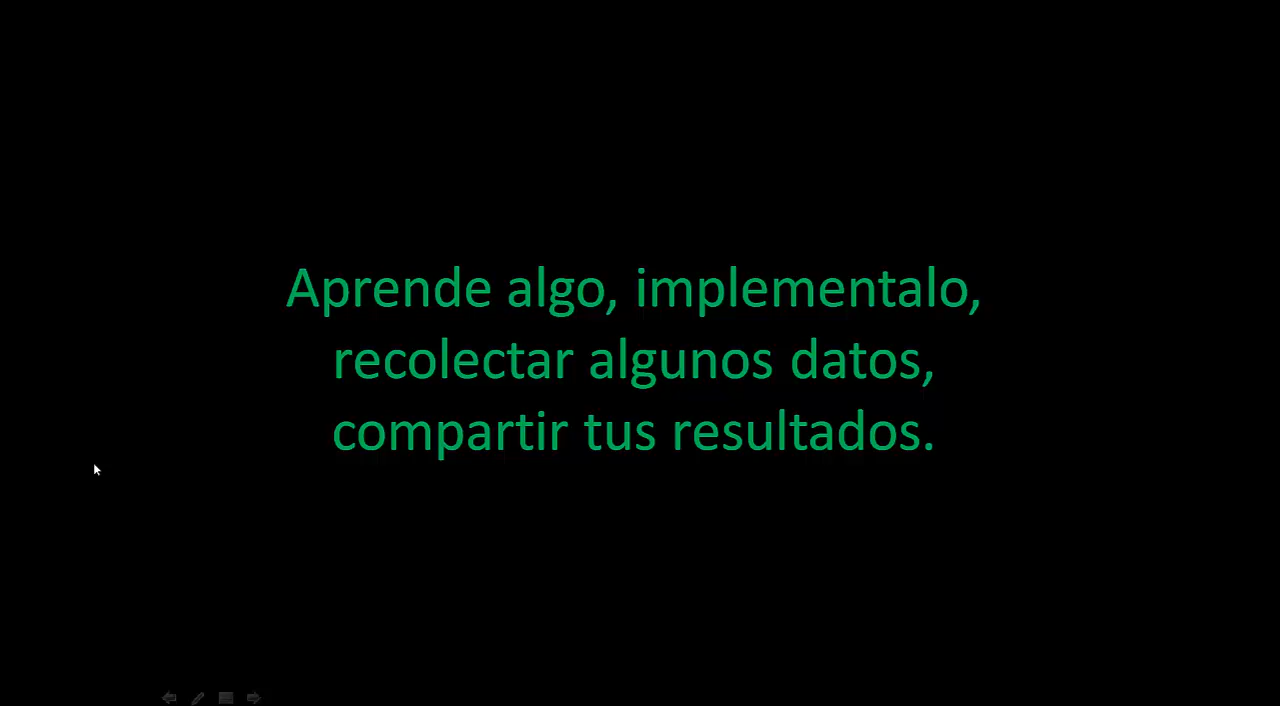 Aprende algo, implementalo,
recolectar algunos datos,
compartir tus resultados.